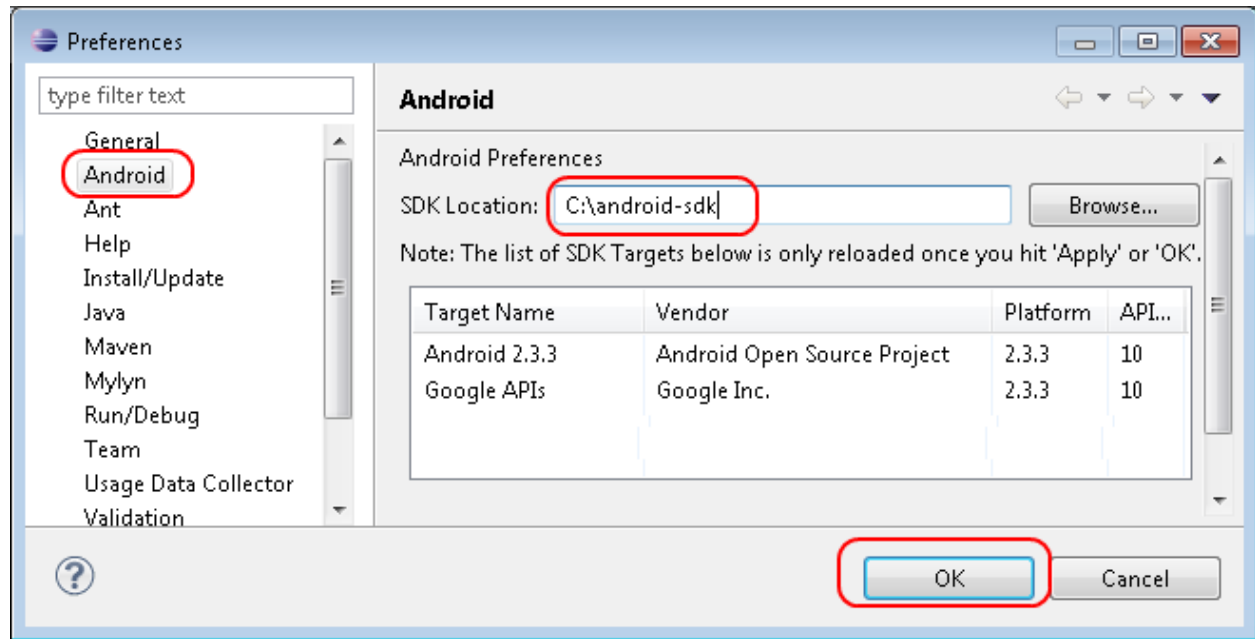 Preferences
type filter text
General
Android
Ant
Help
Install/Update
Java
Maven
Mylyn
Run/Debug
Team
Usage Data Collector
Validation
Android
Android Preferences
SDK Location: C:\android-sdk Browse...
Note: The list of SDK Targets below is only reloaded once you hit 'Apply' or 'OK'.
Target Name Vendor Platform API...
Android 2.3.3 Android Open Source Project 2.3.3 10
Google APIs Google Inc. 2.3.3 10
? OK Cancel